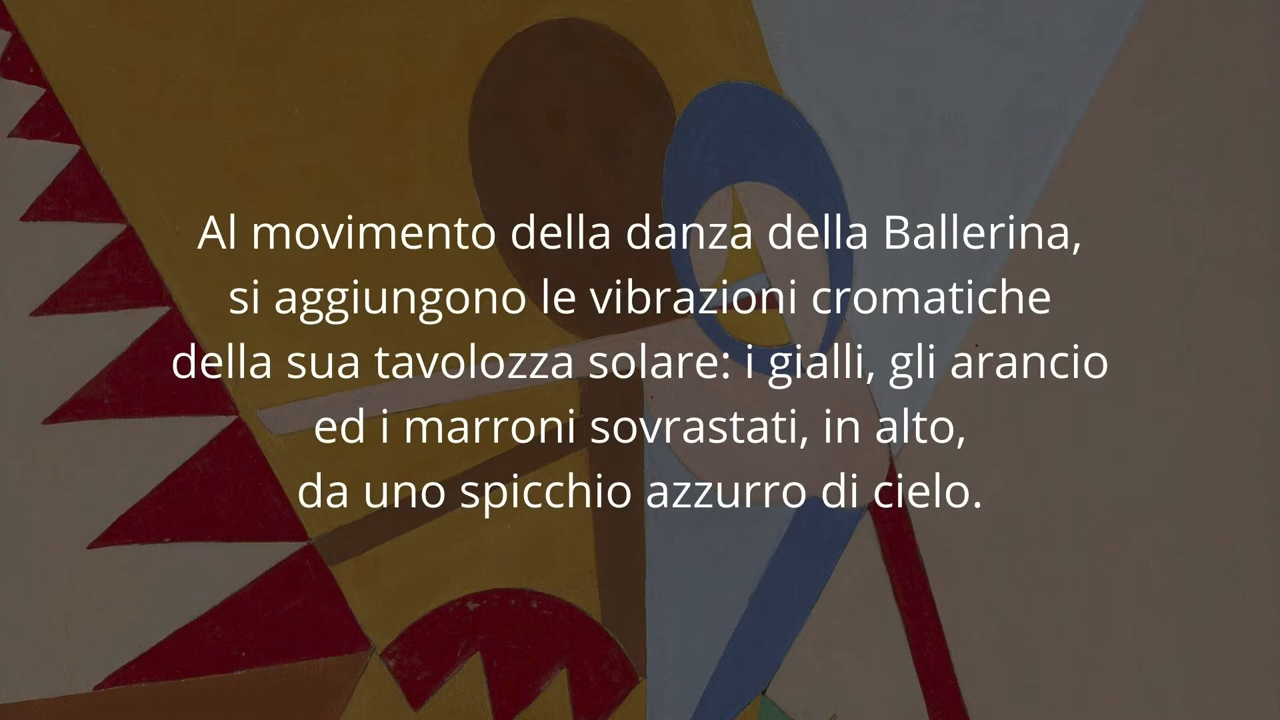 Al movimento della danza della Ballerina,
si aggiungono le vibrazioni cromatiche
della sua tavolozza solare: i gialli, gli arancio
ed i marroni sovrastati, in alto,
da uno spicchio azzurro di cielo.